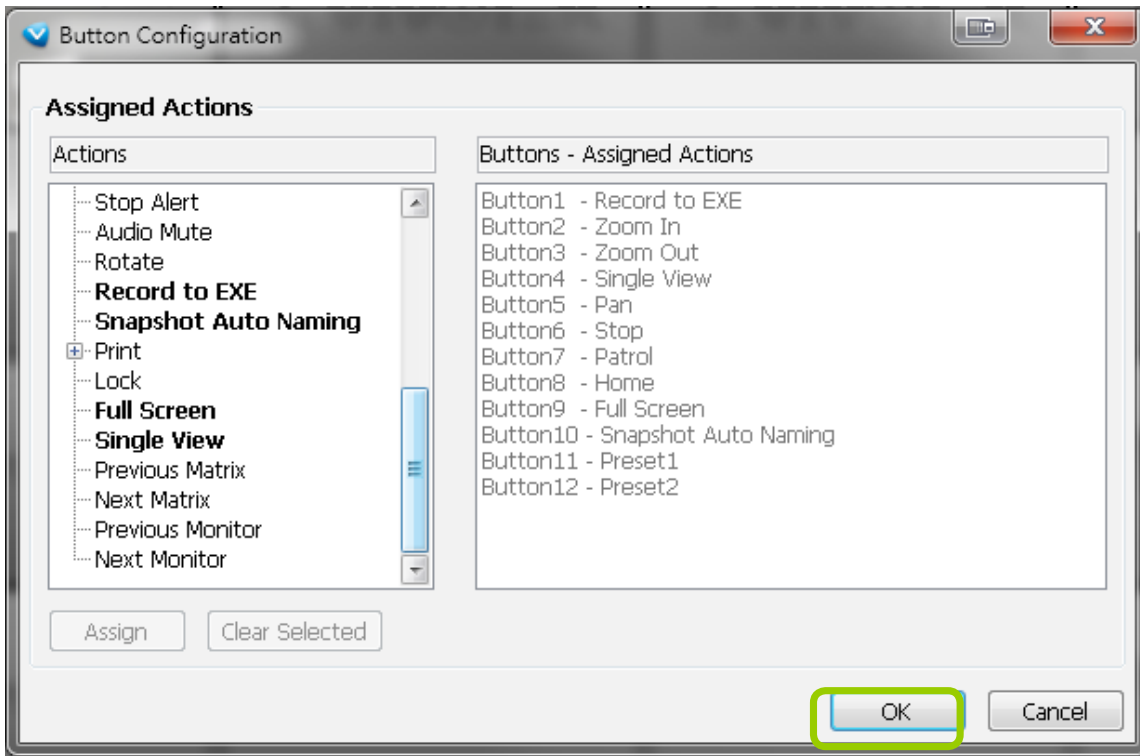 Button Configuration
Assigned Actions
Actions
Stop Alert
Audio Mute
Rotate
Record to EXE
Snapshot Auto Naming
Print
Lock
Full Screen
Single View
Previous Matrix
Next Matrix
Previous Monitor
Next Monitor
Assign
Clear Selected
Buttons - Assigned Actions
Button1 - Record to EXE
Button2 - Zoom In
Button3 - Zoom Out
Button4 - Single View
Button5 - Pan
Button6 - Stop
Button7 - Patrol
Button8 - Home
Button9 - Full Screen
Button10 - Snapshot Auto Naming
Button11 - Preset1
Button12 - Preset2
OK
Cancel